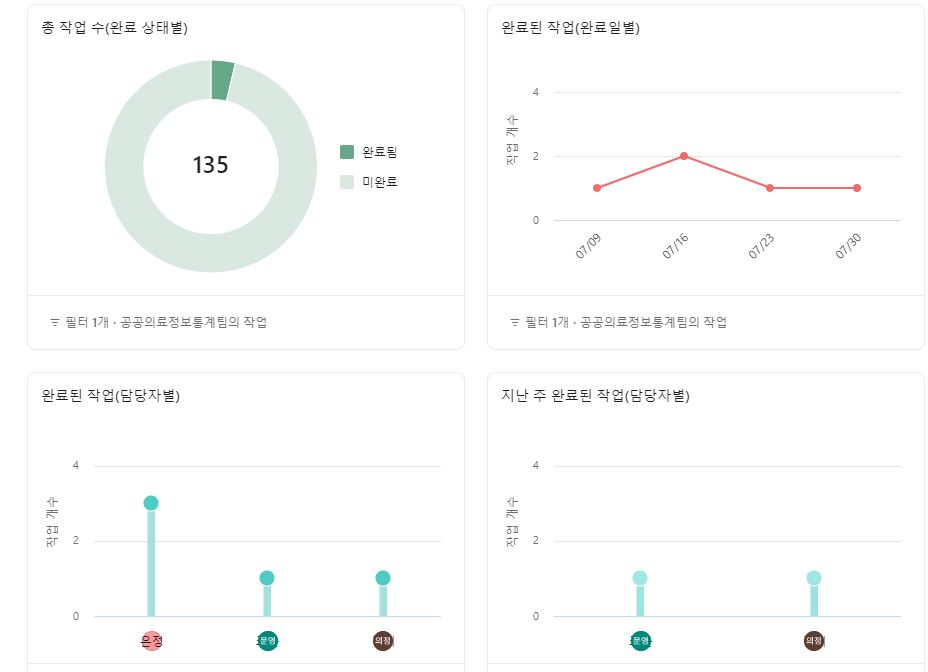 총 작업 수(완료 상태별)
135
완료됨
미완료
필터 1개 · 공공의료정보통계팀의 작업
완료된 작업(완료일별)
작업 개수
4
2
0
07/09
07/16
07/23
07/30
필터 1개 · 공공의료정보통계팀의 작업
완료된 작업(담당자별)
작업 개수
4
2
0
은정
문영
의정
지난 주 완료된 작업(담당자별)
작업 개수
4
2
0
문영
의정